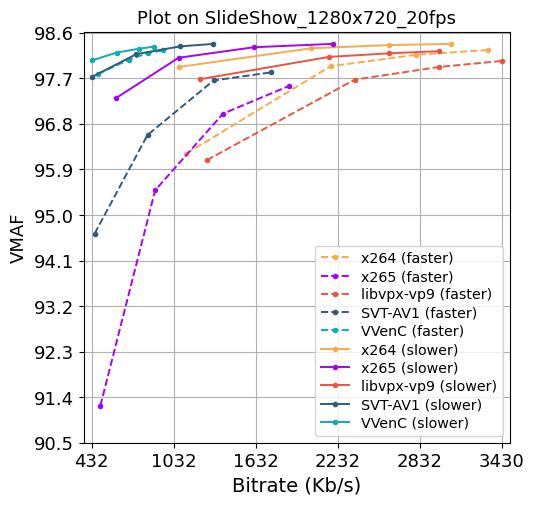 Plot on SlideShow_1280x720_20fps
98.6
97.7
96.8
95.9
95.0
94.1
93.2
92.3
91.4
90.5
VMAF
x264 (faster)
x265 (faster)
libvpx-vp9 (faster)
SVT-AV1 (faster)
VVenC (faster)
x264 (slower)
x265 (slower)
libvpx-vp9 (slower)
SVT-AV1 (slower)
VVenC (slower)
432 1032 1632 2232 2832 3430
Bitrate (Kb/s)